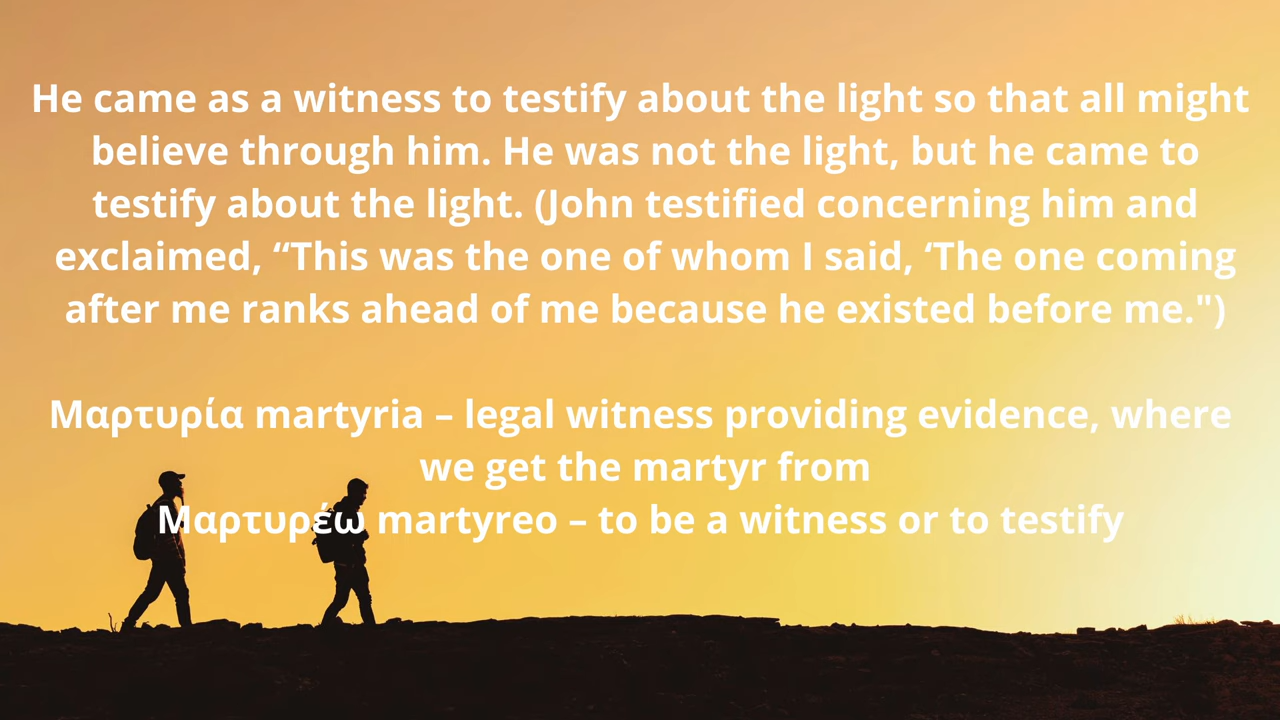 He came as a witness to testify about the light so that all might
believe through him. He was not the light, but he came to
testify about the light. (John testified concerning him and
exclaimed, “This was the one of whom I said, ‘The one coming
after me ranks ahead of me because he existed before me.")
Μαρτυρία martyria – legal witness providing evidence, where
we get the martyr from
Μαρτυρέω martyreo – to be a witness or to testify